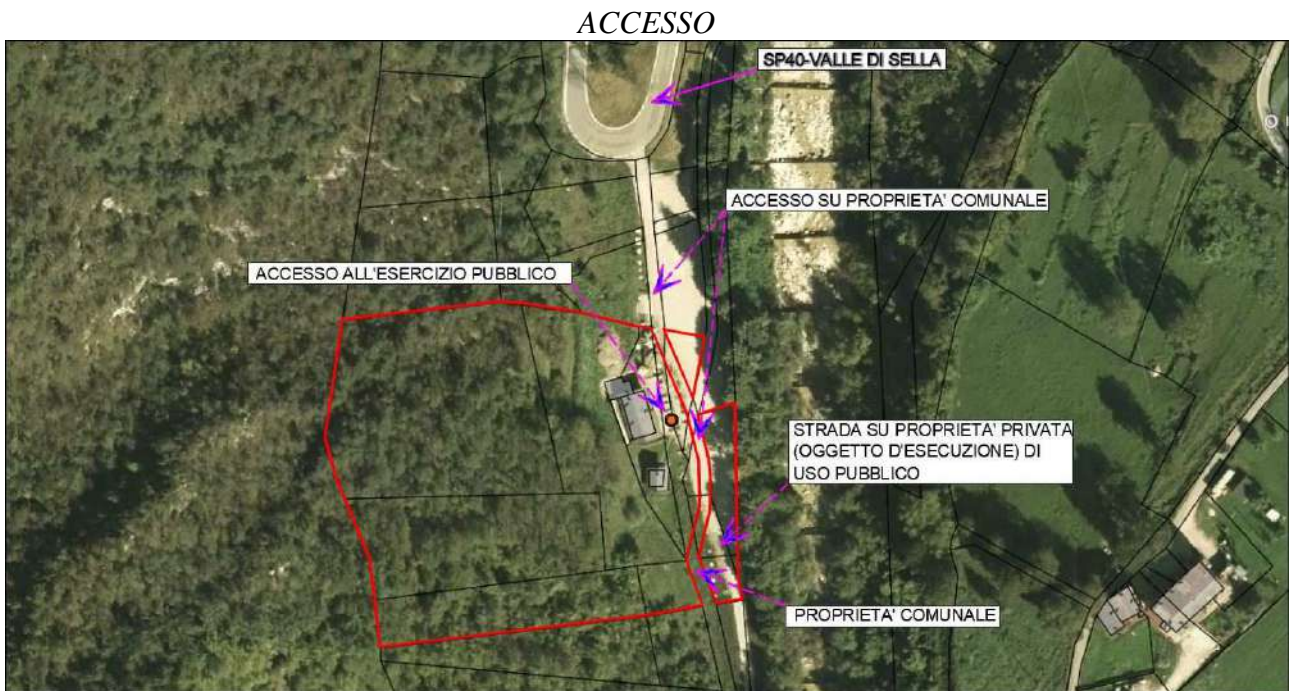 ACCESSO
SP40-VALLE DI SELLA
ACCESSO SU PROPRIETA' COMUNALE
ACCESSO ALL'ESERCIZIO PUBBLICO
STRADA SU PROPRIETA' PRIVATA
(OGGETTO D'ESECUZIONE) DI
USO PUBBLICO
PROPRIETA' COMUNALE